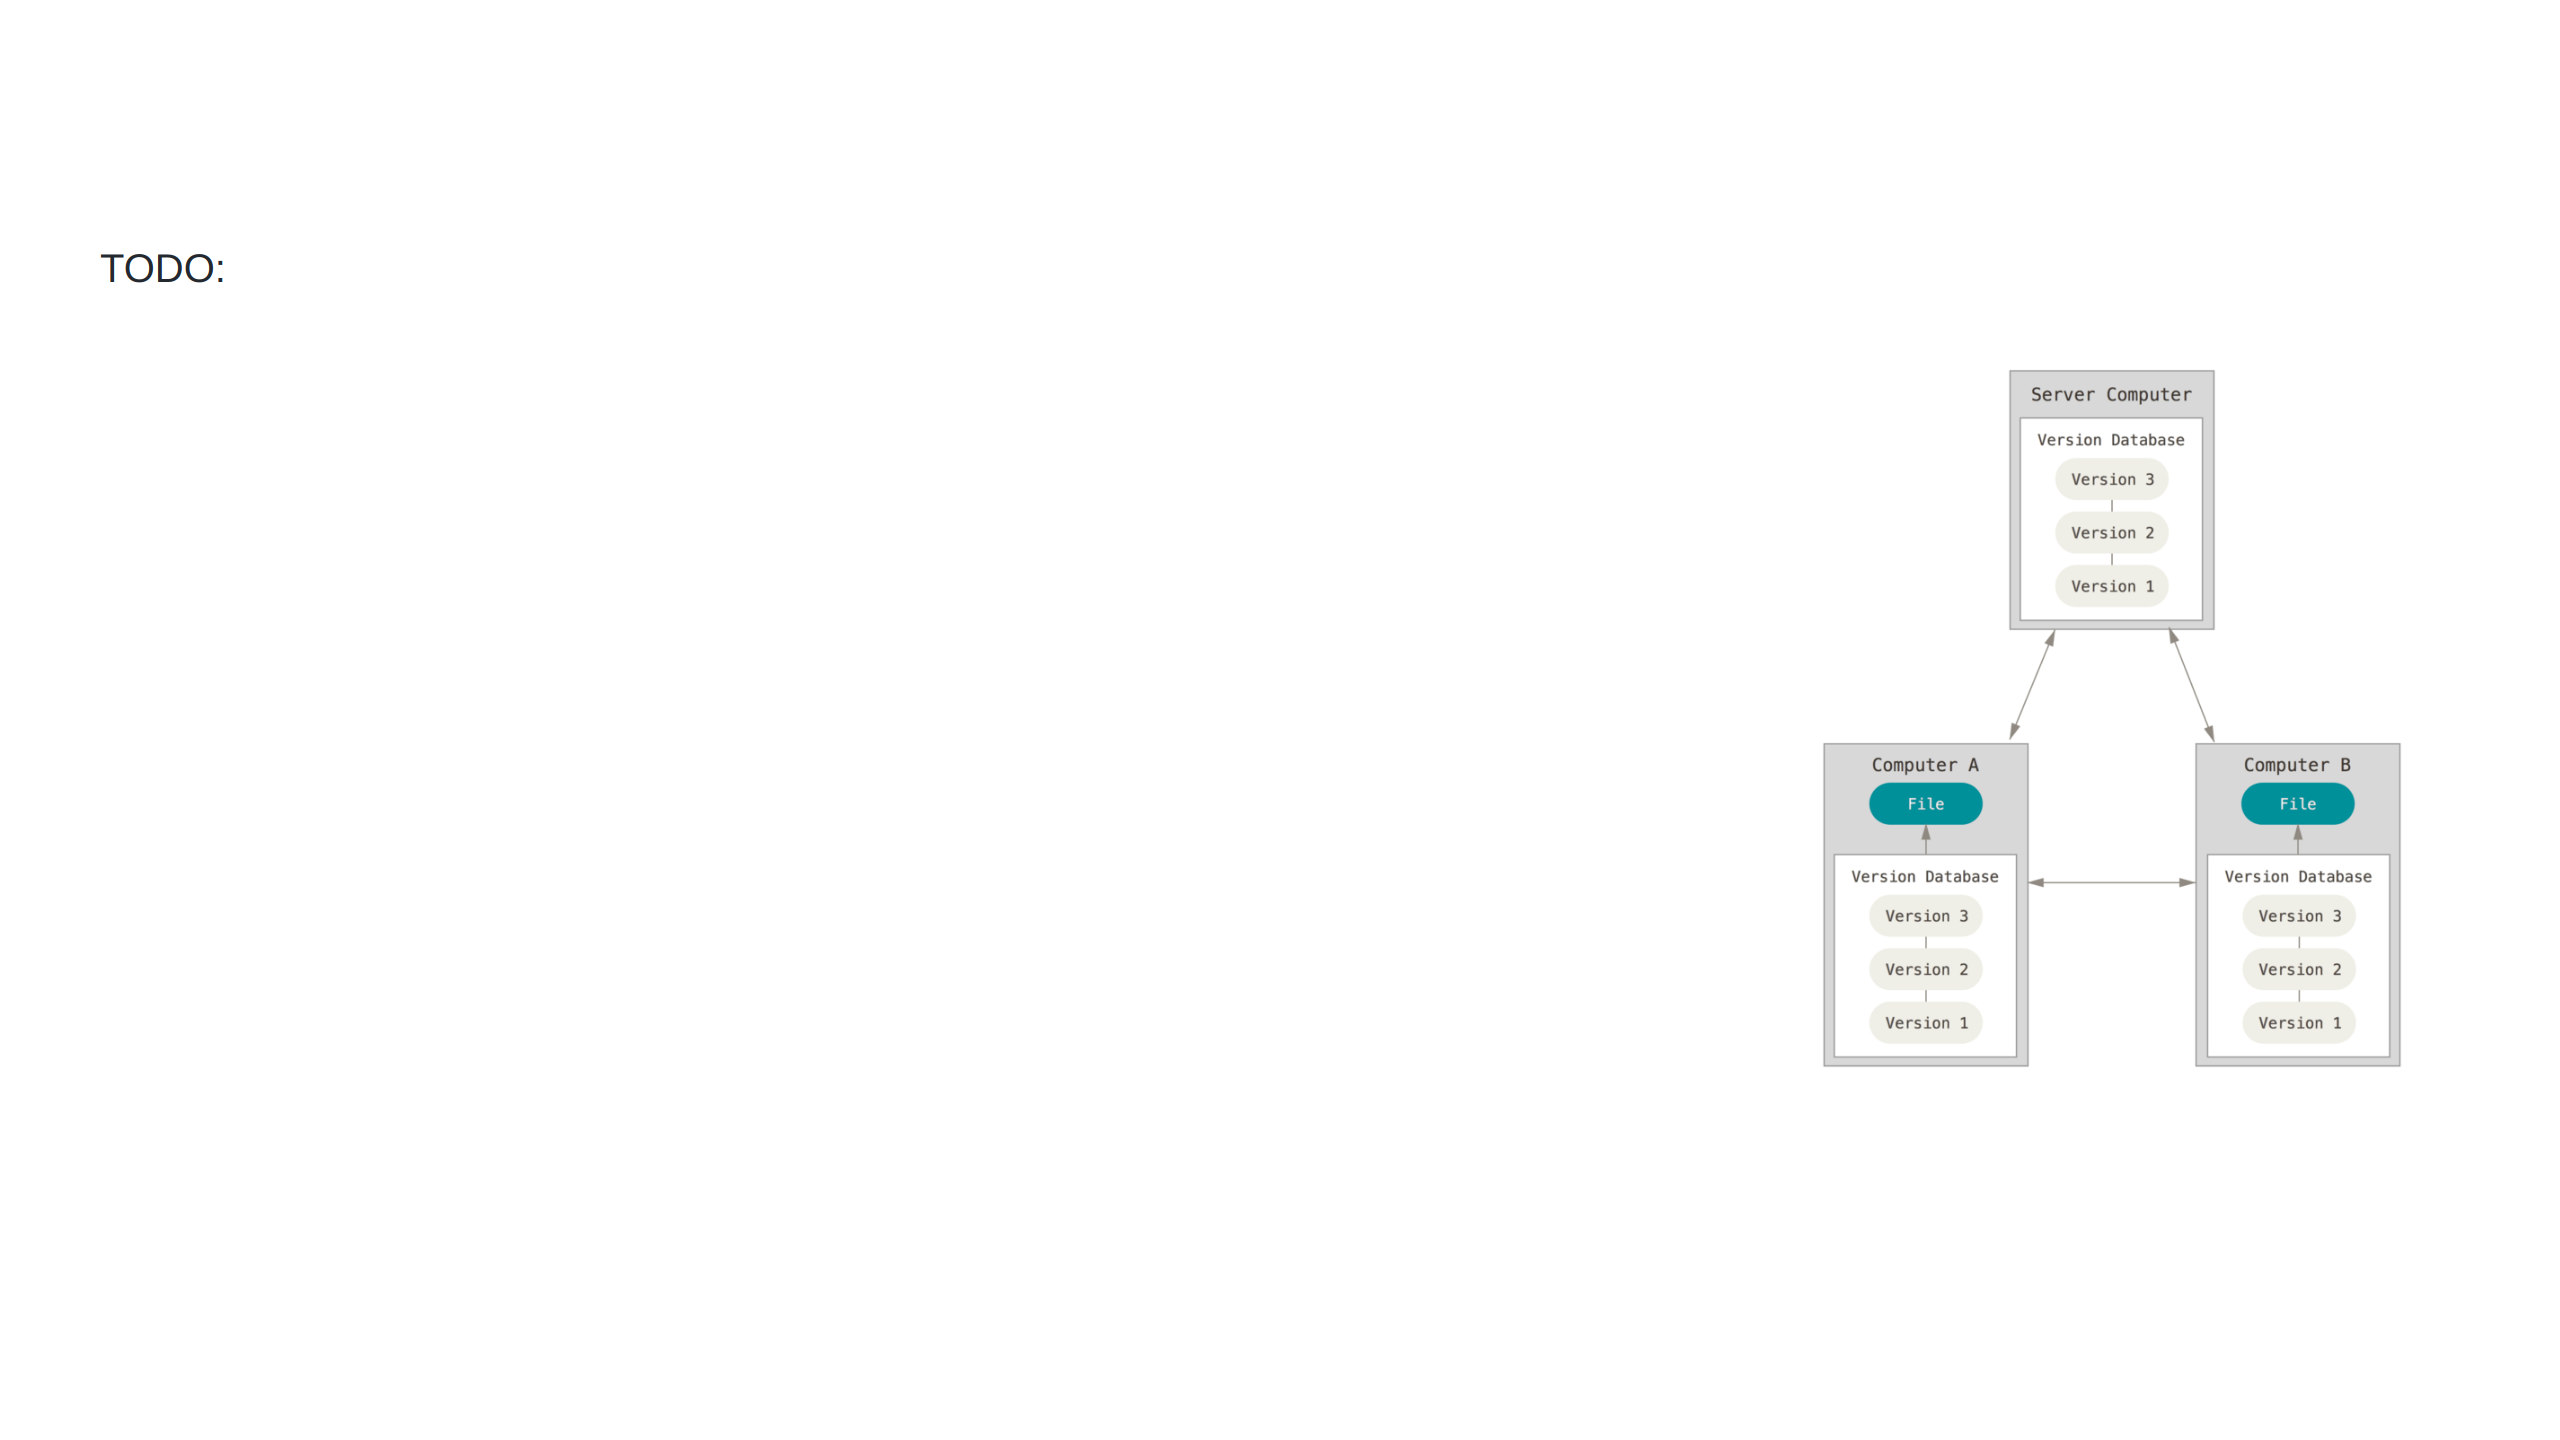 TODO:
Server Computer
Version Database
Version 3
Version 2
Version 1
Computer A
File
Version Database
Version 3
Version 2
Version 1
Computer B
File
Version Database
Version 3
Version 2
Version 1